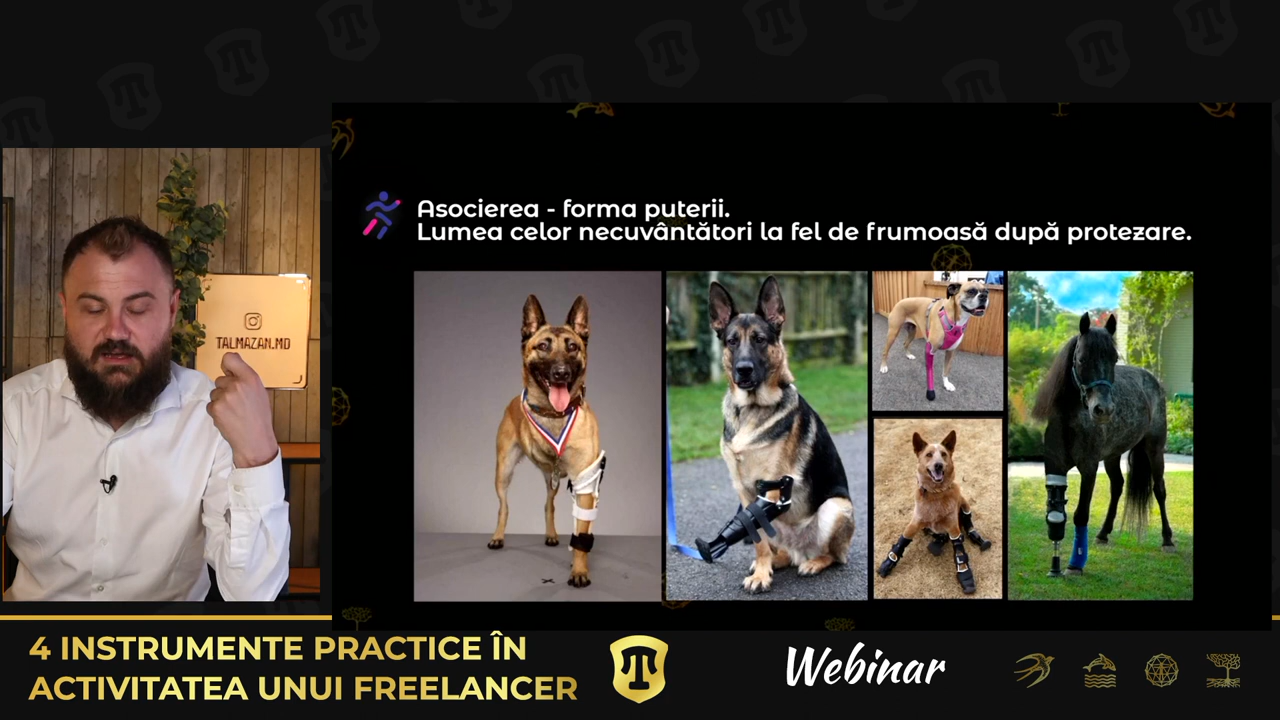 Asocierea - forma puterii.
Lumea celor necuvântători la fel de frumoasă după protezare.
TALMAZAN.MD
4 INSTRUMENTE PRACTICE ÎN
ACTIVITATEA UNUI FREELANCER
T
Webinar